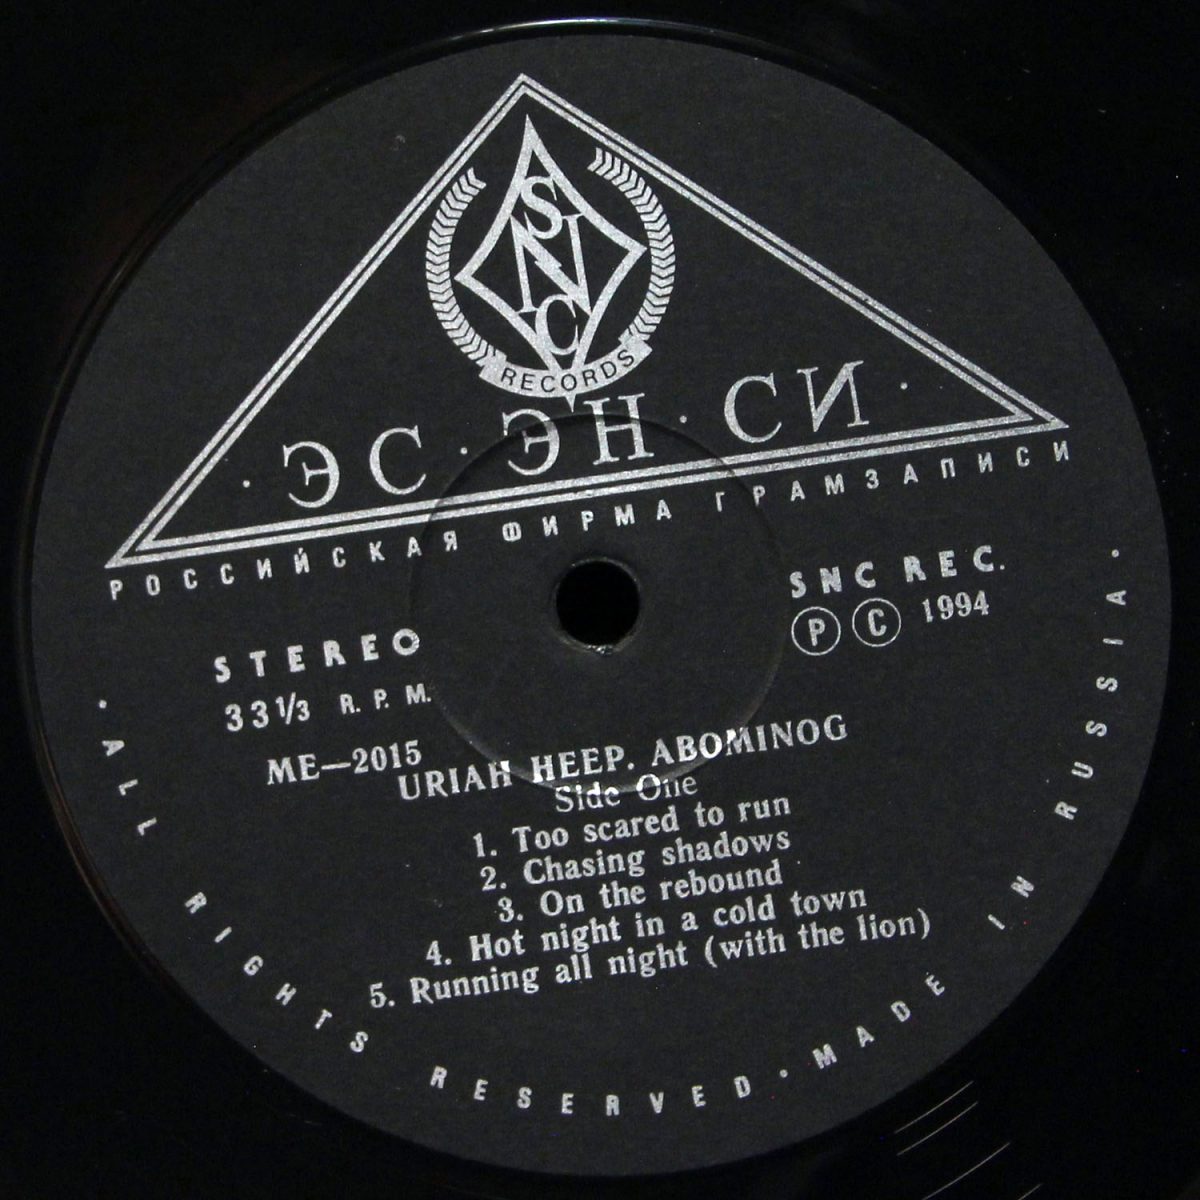 SNC
RECORDS
· ЭС · ЭН · СИ ·
РОССИЙСКАЯ ФИРМА ГРАМЗАПИСИ
STEREO
33 1/3 R. P. M.
SNC REC.
Ⓟ Ⓒ 1994
ME—2015
URIAH HEEP. ABOMINOG
Side One
1. Too scared to run
2. Chasing shadows
3. On the rebound
4. Hot night in a cold town
5. Running all night (with the lion)
· ALL RIGHTS RESERVED · MADE IN RUSSIA ·